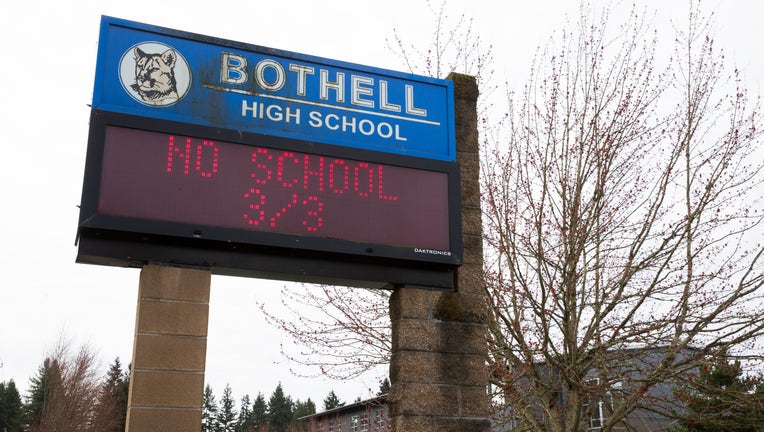 BOTHELL
HIGH SCHOOL
NO SCHOOL
3/3
DAKTRONICS